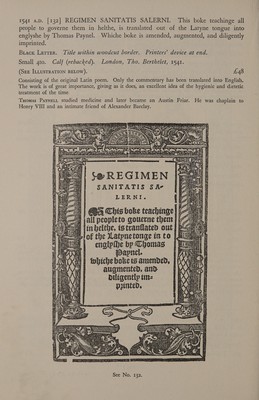 1541 A.D. [132] REGIMEN SANITATIS SALERNI. This boke teachinge all
people to governe them in helthe, is translated out of the Latyne tongue into
englyshe by Thomas Paynel. Whiche boke is amended, augmented, and diligently
imprinted.
BLACK LETTER. Title within woodcut border. Printers' device at end.
Small 4to. Calf (rebacked). London, Tho. Berthelet, 1541.
(SEE ILLUSTRATION BELOW). £48
Consisting of the original Latin poem. Only the commentary has been translated into English.
The work is of great importance, giving as it does, an excellent idea of the hygienic and dietetic
treatment of the time.
THOMAS PAYNELL studied medicine and later became an Austin Friar. He was chaplain to
Henry VIII and an intimate friend of Alexander Barclay.
REGIMEN
SANITATIS SA-
LERNI.
This boke teachinge
all people to gouerne them
in helthe, is translated out
of the Latyne tonge in to
englyshe by Thomas
Paynel.
whiche boke is amended,
augmented, and
diligently im-
printed.
See No. 132.